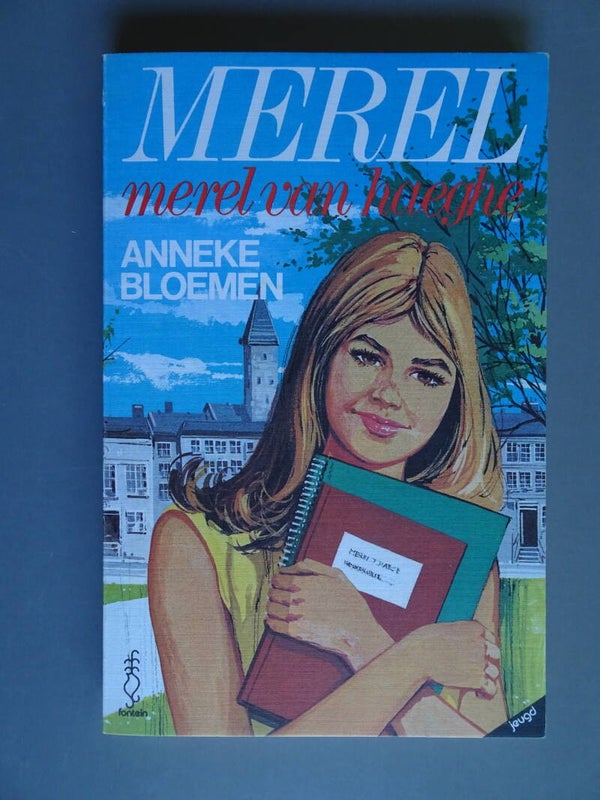 MEREL
merel van haeghe
ANNEKE
BLOEMEN
fontein
jeugd